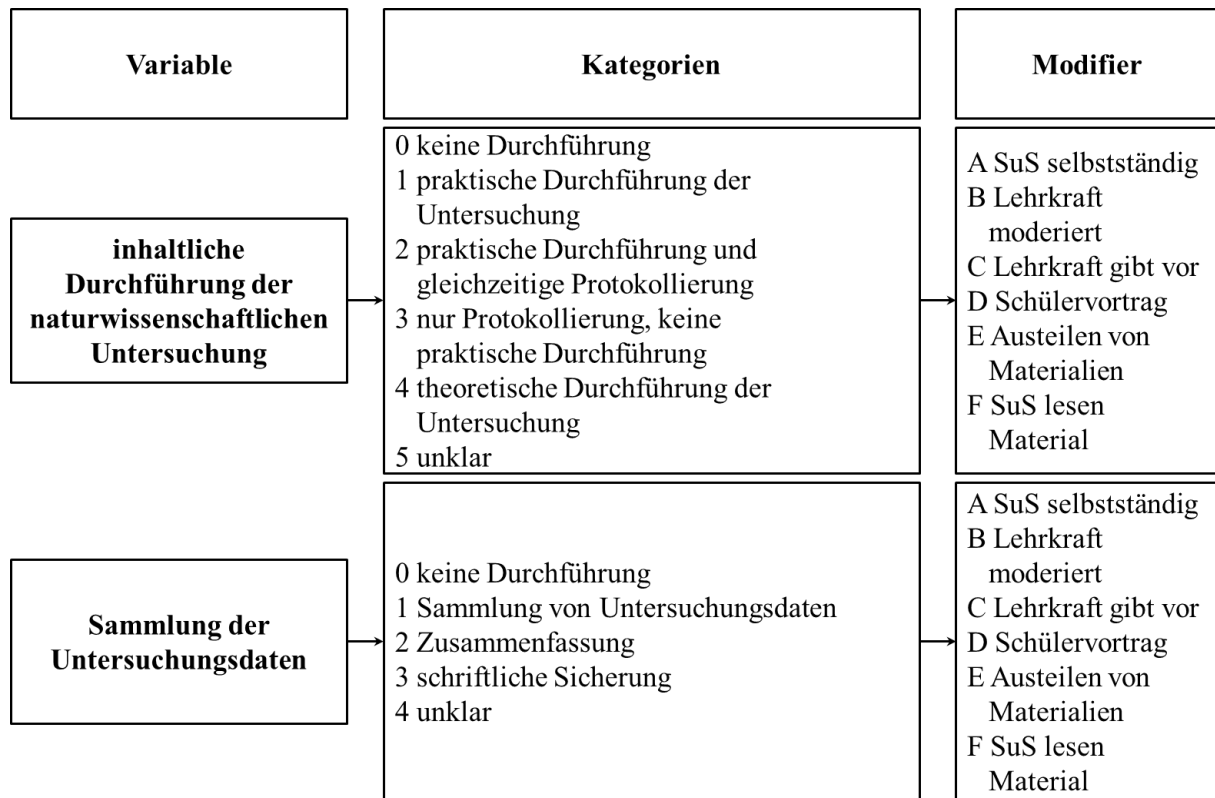 Variable
Kategorien
Modifier
inhaltliche
Durchführung der
naturwissenschaftlichen
Untersuchung
0 keine Durchführung
1 praktische Durchführung der
Untersuchung
2 praktische Durchführung und
gleichzeitige Protokollierung
3 nur Protokollierung, keine
praktische Durchführung
4 theoretische Durchführung der
Untersuchung
5 unklar
A SuS selbstständig
B Lehrkraft
moderiert
C Lehrkraft gibt vor
D Schülervortrag
E Austeilen von
Materialien
F SuS lesen
Material
Sammlung der
Untersuchungsdaten
0 keine Durchführung
1 Sammlung von Untersuchungsdaten
2 Zusammenfassung
3 schriftliche Sicherung
4 unklar
A SuS selbstständig
B Lehrkraft
moderiert
C Lehrkraft gibt vor
D Schülervortrag
E Austeilen von
Materialien
F SuS lesen
Material